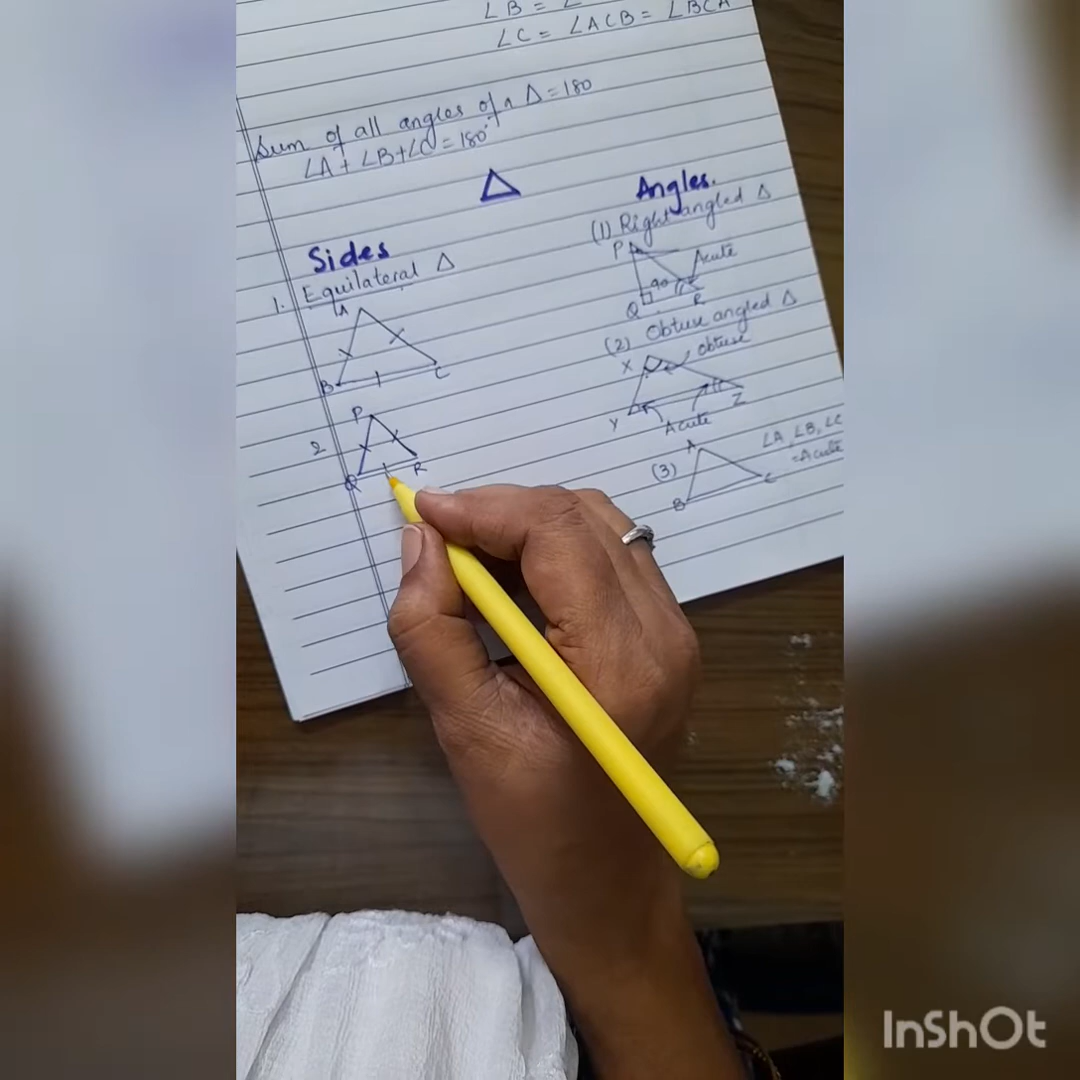 ∠B = ∠
∠C = ∠ACB = ∠BCA
Sum of all angles of a Δ = 180
∠A + ∠B + ∠C = 180°
Δ
Sides
1. Equilateral Δ
A
B
C
2
P
Q
R
Angles.
(1) Right angled Δ
P
Acute
90
Q
R
(2) Obtuse angled Δ
X
obtuse
Y
Z
Acute
(3)
A
B
C
∠A, ∠B, ∠C
=Acute
InShOt